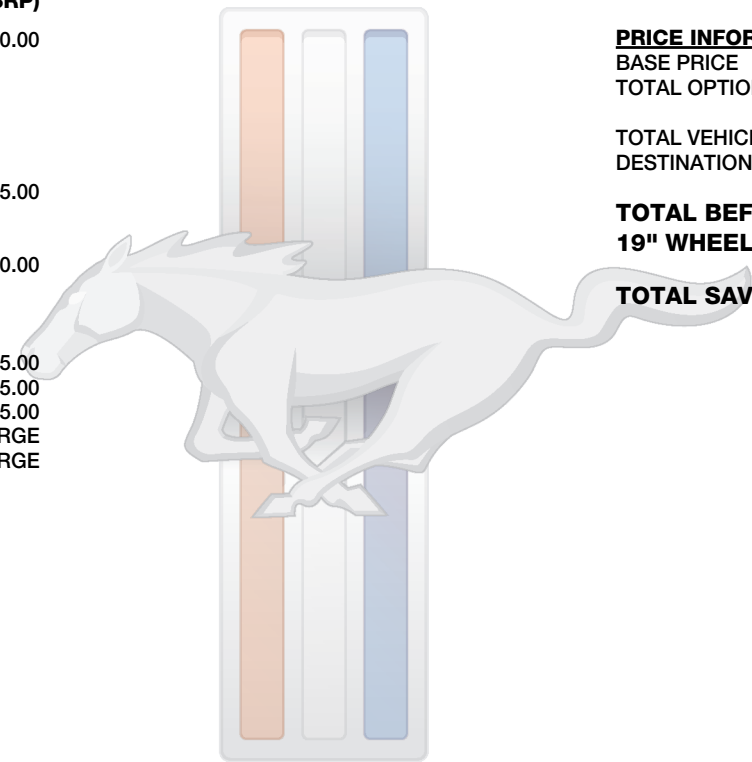 SRP)
0.00
5.00
0.00
5.00
5.00
5.00
RGE
RGE
PRICE INFOR
BASE PRICE
TOTAL OPTION
TOTAL VEHICL
DESTINATION
TOTAL BEF
19" WHEEL
TOTAL SAV